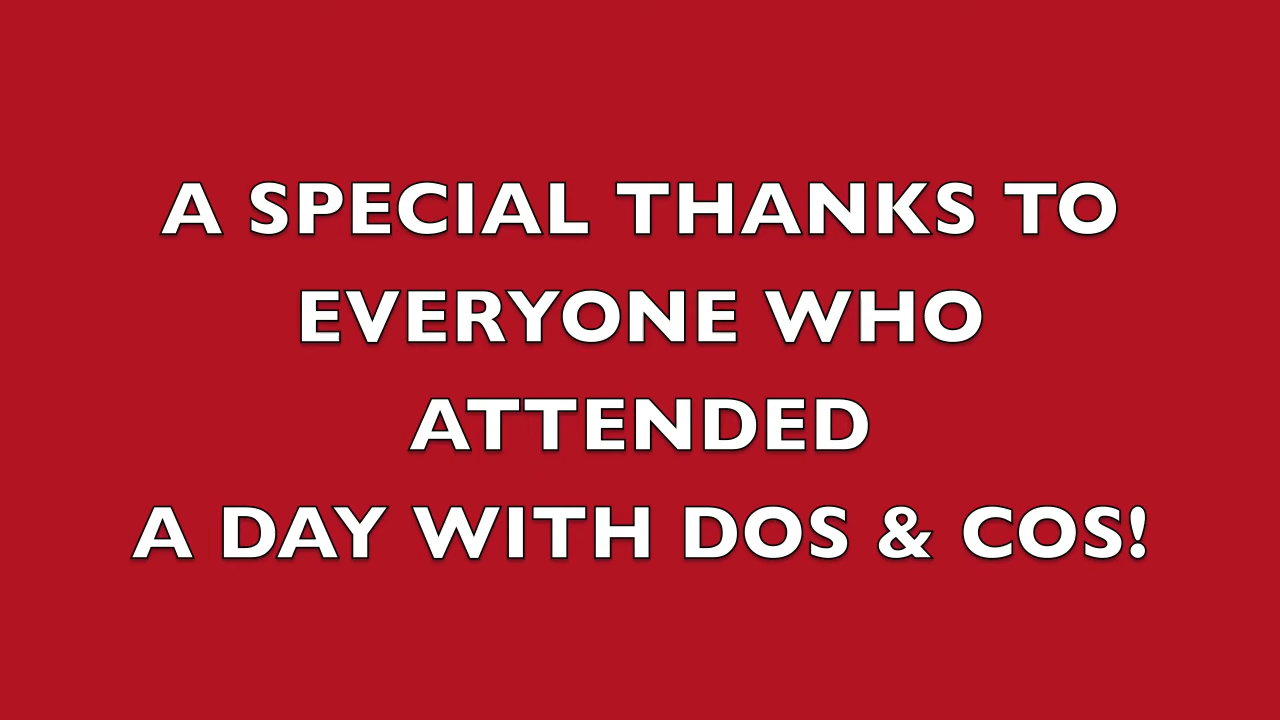 A SPECIAL THANKS TO
EVERYONE WHO
ATTENDED
A DAY WITH DOS & COS!